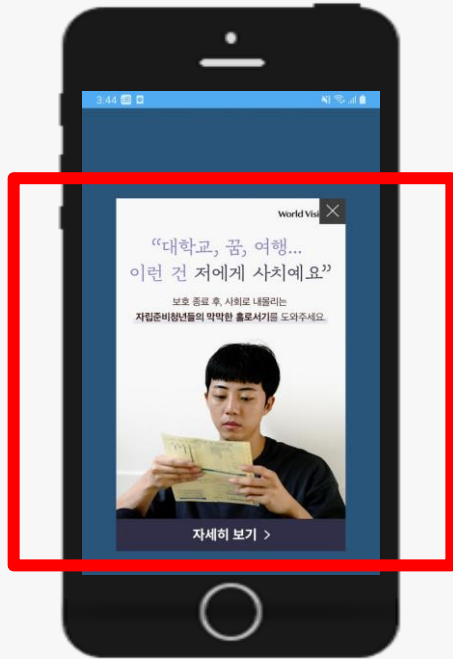 3:44
World Visi
“대학교, 꿈, 여행...
이런 건 저에게 사치예요”
보호 종료 후, 사회로 내몰리는
자립준비청년들의 막막한 홀로서기를 도와주세요.
자세히 보기 >